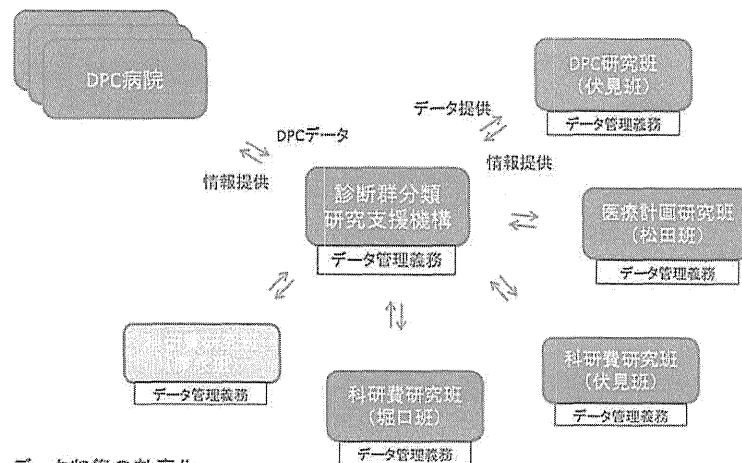 DPC病院
DPC研究班
(伏見班)
データ管理義務
データ提供
DPCデータ
情報提供
情報提供
診断群分類
研究支援機構
データ管理義務
医療計画研究班
(松田班)
データ管理義務
データ管理義務
科研費研究班
(堀口班)
データ管理義務
科研費研究班
(伏見班)
データ管理義務